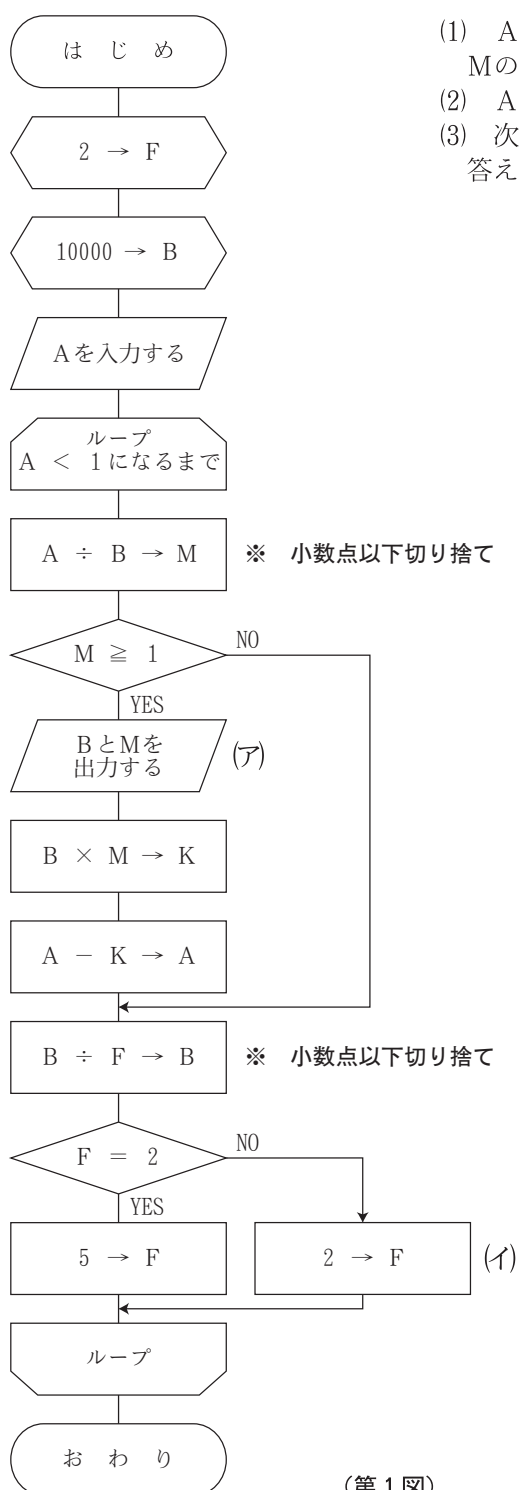 は じ め
2 → F
10000 → B
Aを入力する
ループ
A < 1になるまで
A ÷ B → M
※ 小数点以下切り捨て
M ≧ 1
NO
YES
BとMを
出力する
(ア)
B × M → K
A － K → A
B ÷ F → B
※ 小数点以下切り捨て
F = 2
NO
YES
5 → F
2 → F
(イ)
ループ
お わ り
(第1図)
(1) A
Mの
(2) A
(3) 次
答え